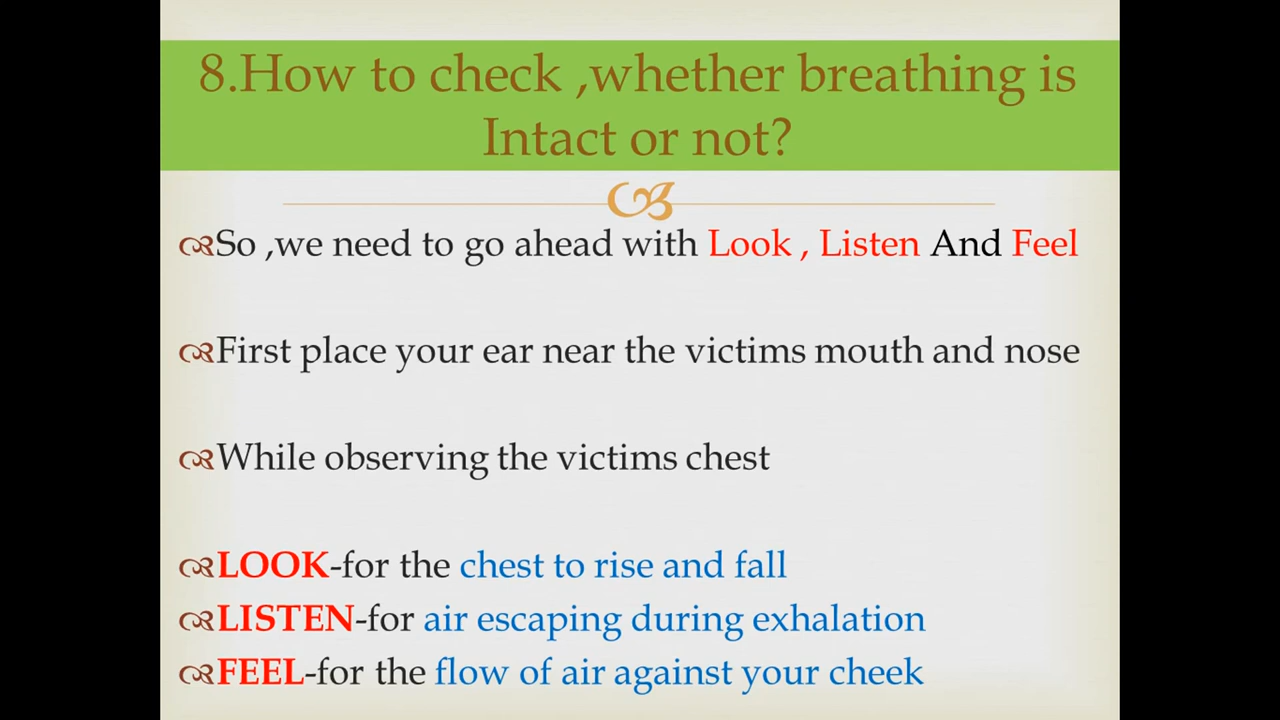 8.How to check ,whether breathing is
Intact or not?
So ,we need to go ahead with Look , Listen And Feel
First place your ear near the victims mouth and nose
While observing the victims chest
LOOK-for the chest to rise and fall
LISTEN-for air escaping during exhalation
FEEL-for the flow of air against your cheek